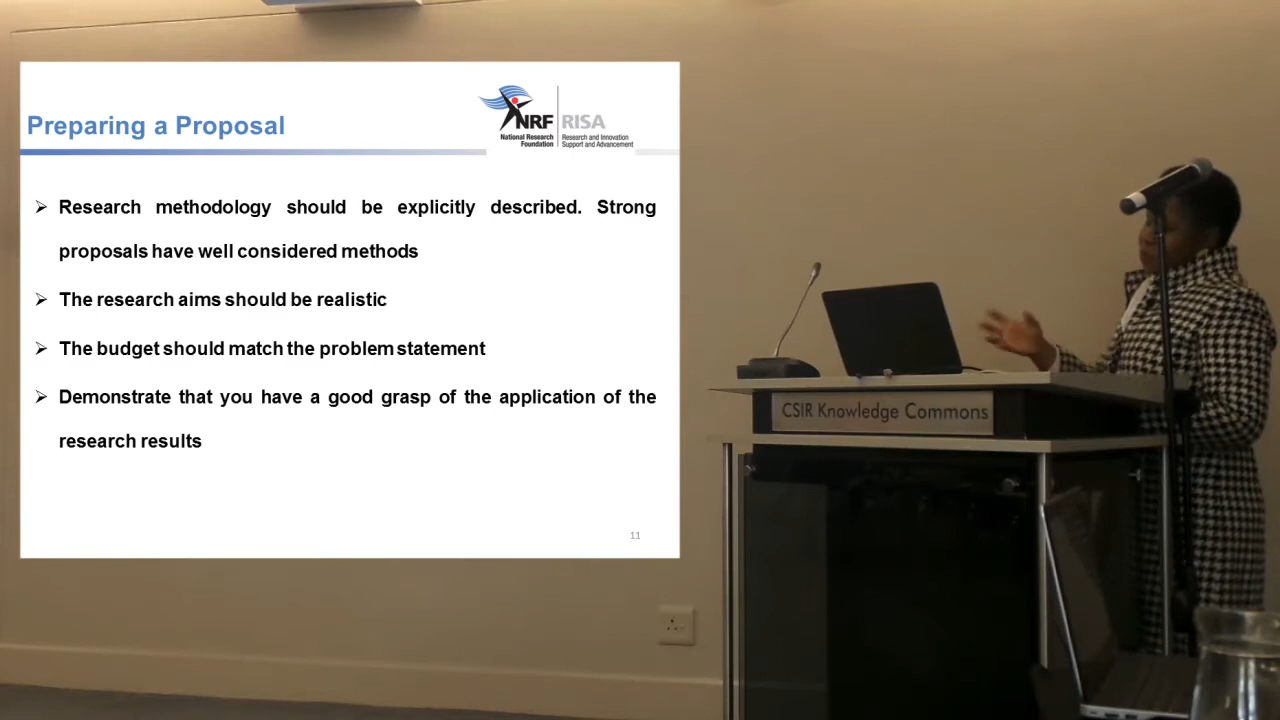 Preparing a Proposal
NRF
RISA
National Research
Foundation
Research and Innovation
Support and Advancement
➢ Research methodology should be explicitly described. Strong
proposals have well considered methods
➢ The research aims should be realistic
➢ The budget should match the problem statement
➢ Demonstrate that you have a good grasp of the application of the
research results
11
CSIR Knowledge Commons